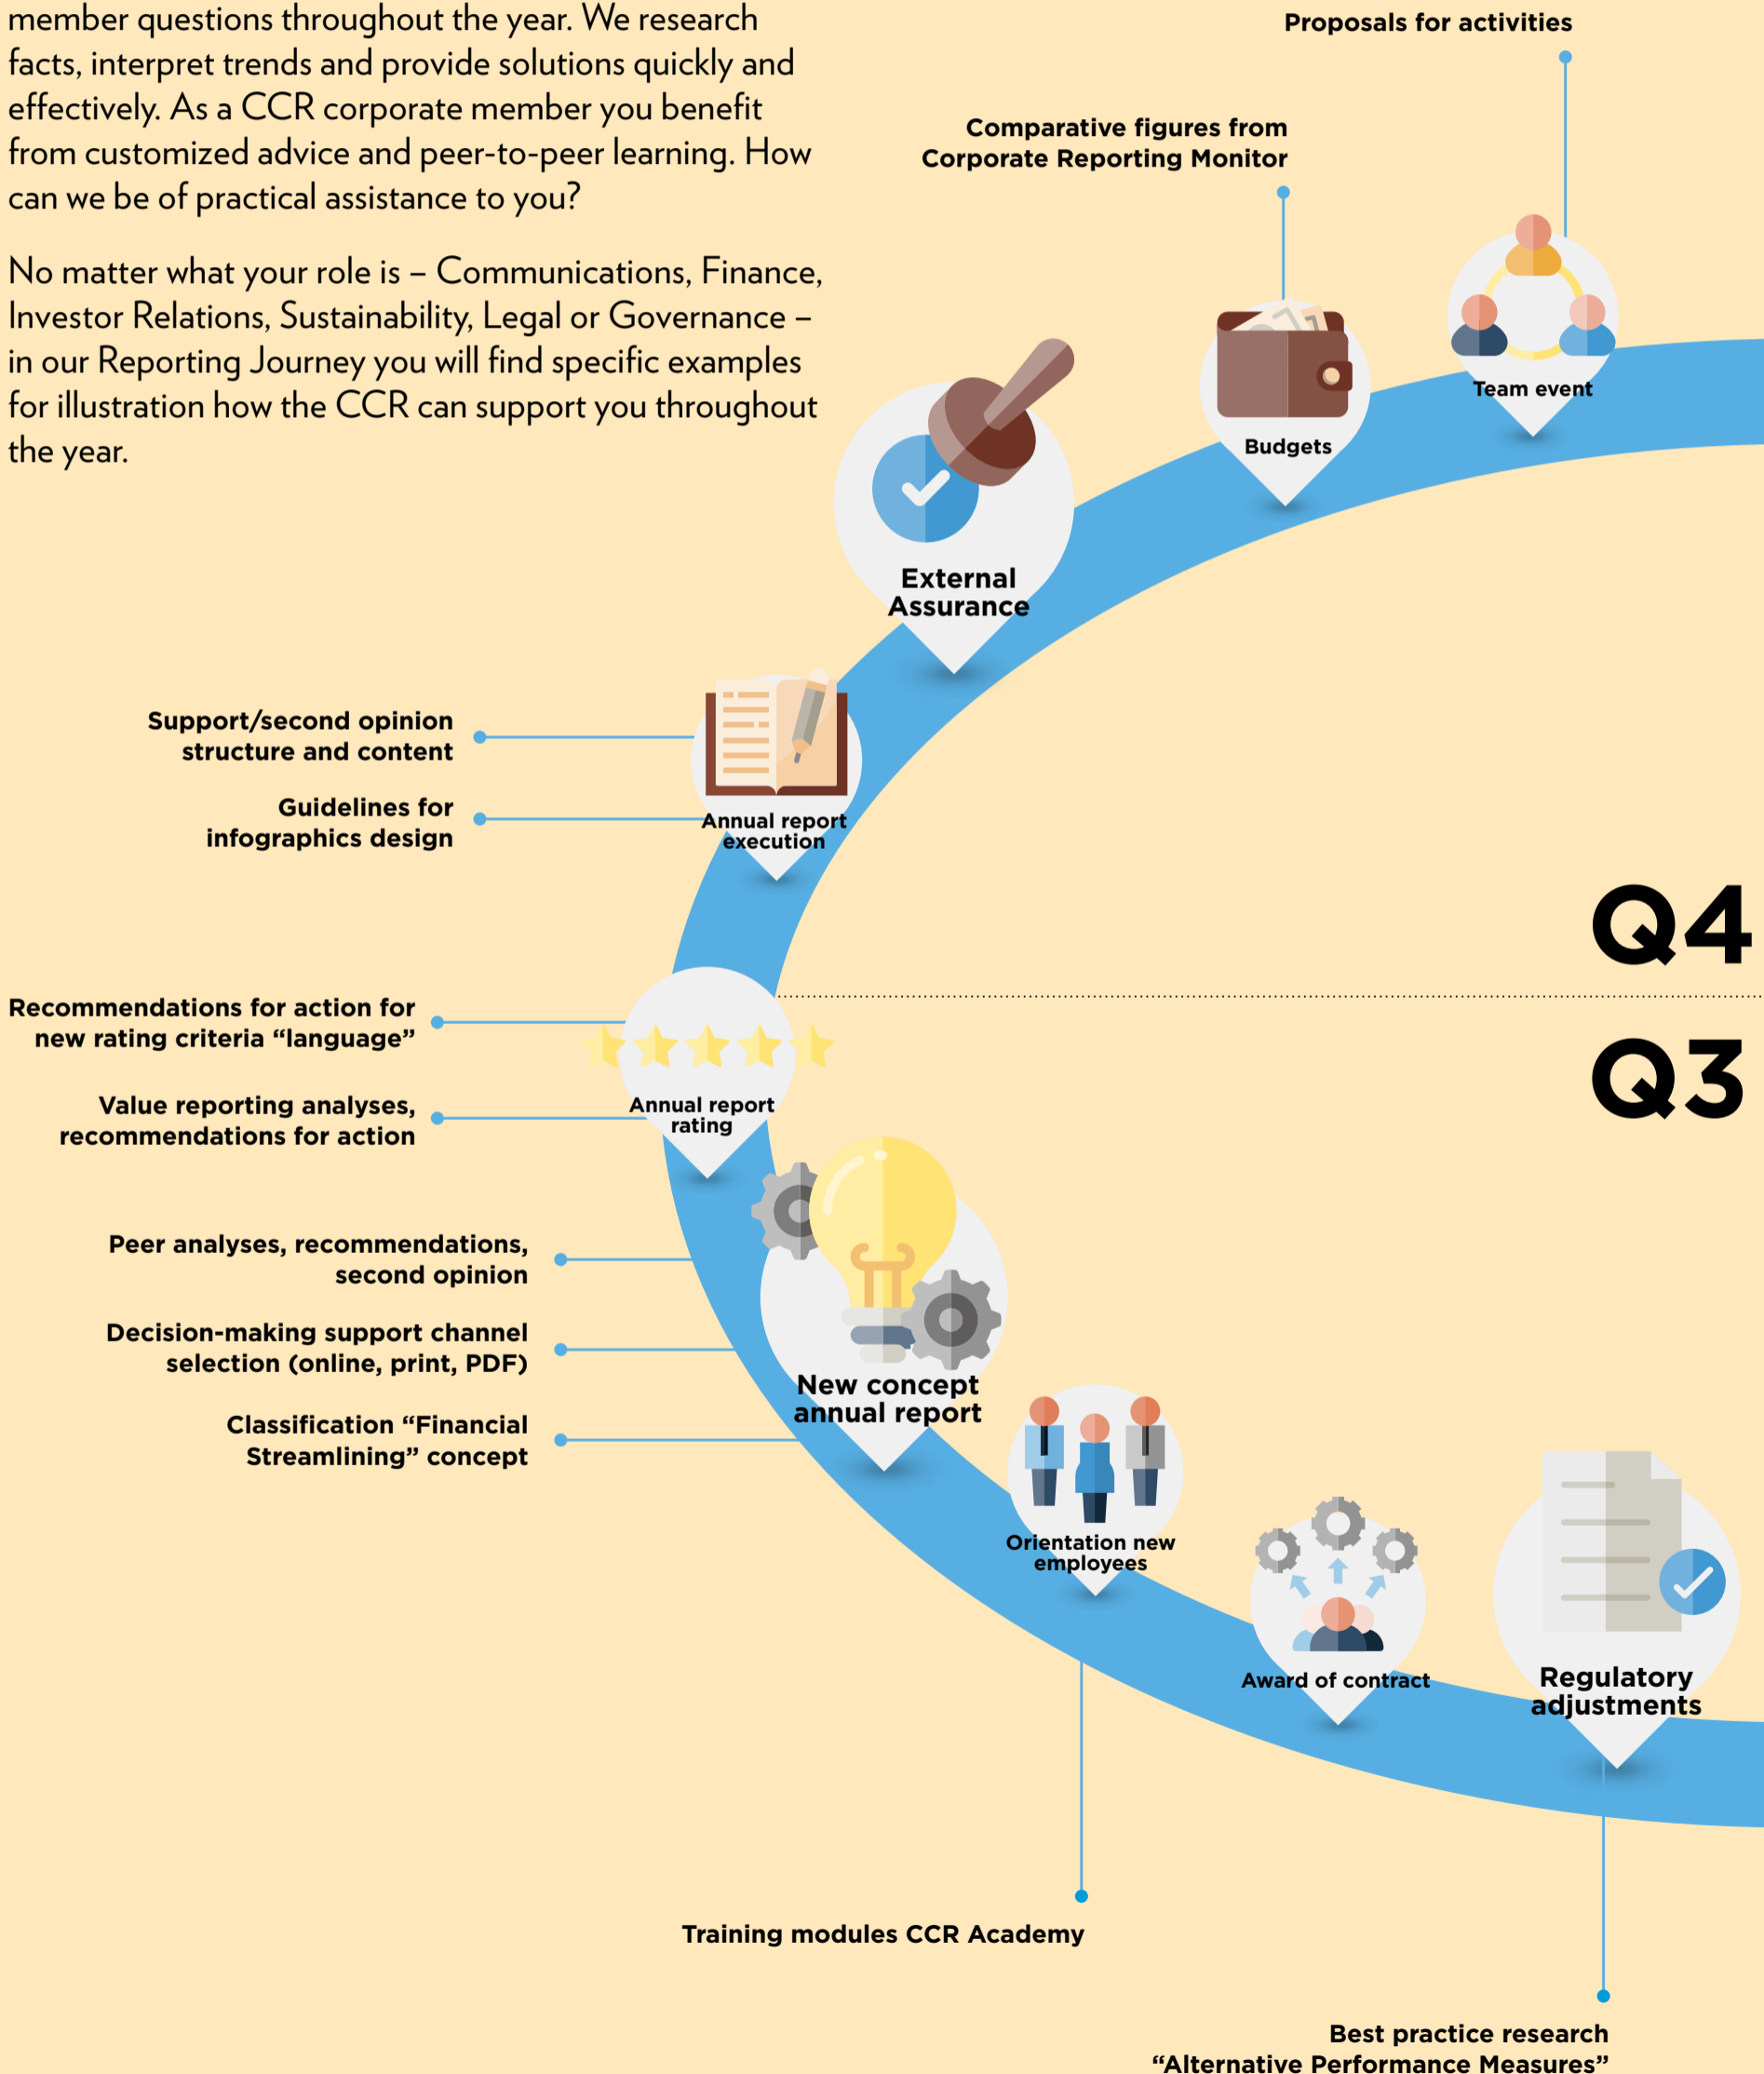 member questions throughout the year. We research
facts, interpret trends and provide solutions quickly and
effectively. As a CCR corporate member you benefit
from customized advice and peer-to-peer learning. How
can we be of practical assistance to you?
No matter what your role is – Communications, Finance,
Investor Relations, Sustainability, Legal or Governance –
in our Reporting Journey you will find specific examples
for illustration how the CCR can support you throughout
the year.
Proposals for activities
Comparative figures from
Corporate Reporting Monitor
Team event
Budgets
External
Assurance
Support/second opinion
structure and content
Guidelines for
infographics design
Annual report
execution
Q4
Q3
Recommendations for action for
new rating criteria “language”
Value reporting analyses,
recommendations for action
Annual report
rating
Peer analyses, recommendations,
second opinion
Decision-making support channel
selection (online, print, PDF)
Classification “Financial
Streamlining” concept
New concept
annual report
Orientation new
employees
Award of contract
Regulatory
adjustments
Training modules CCR Academy
Best practice research
“Alternative Performance Measures”